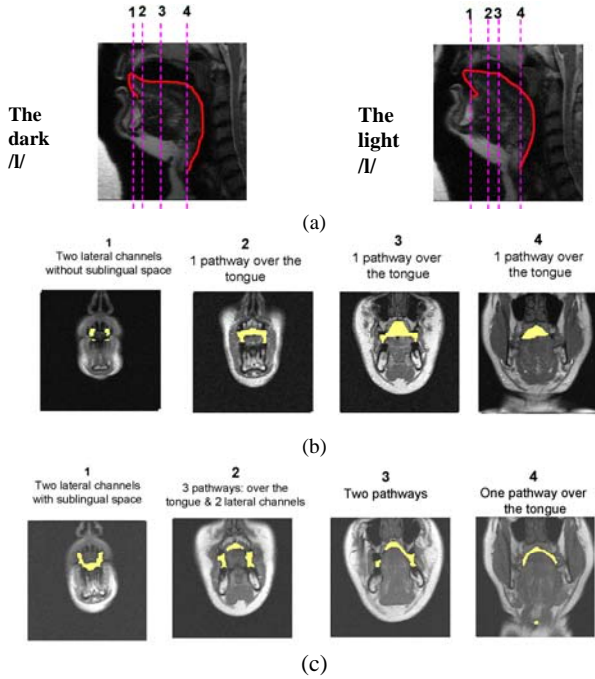 1 2 3 4
1 2 3 4
The
dark
/l/
The
light
/l/
(a)
1
Two lateral channels
without sublingual space
2
1 pathway over the
tongue
3
1 pathway over
the tongue
4
1 pathway over
the tongue
(b)
1
Two lateral channels
with sublingual space
2
3 pathways: over the
tongue & 2 lateral channels
3
Two pathways
4
One pathway over
the tongue
(c)